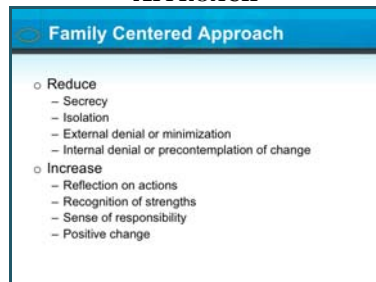 APPROACH
Family Centered Approach
○ Reduce
– Secrecy
– Isolation
– External denial or minimization
– Internal denial or precontemplation of change
○ Increase
– Reflection on actions
– Recognition of strengths
– Sense of responsibility
– Positive change